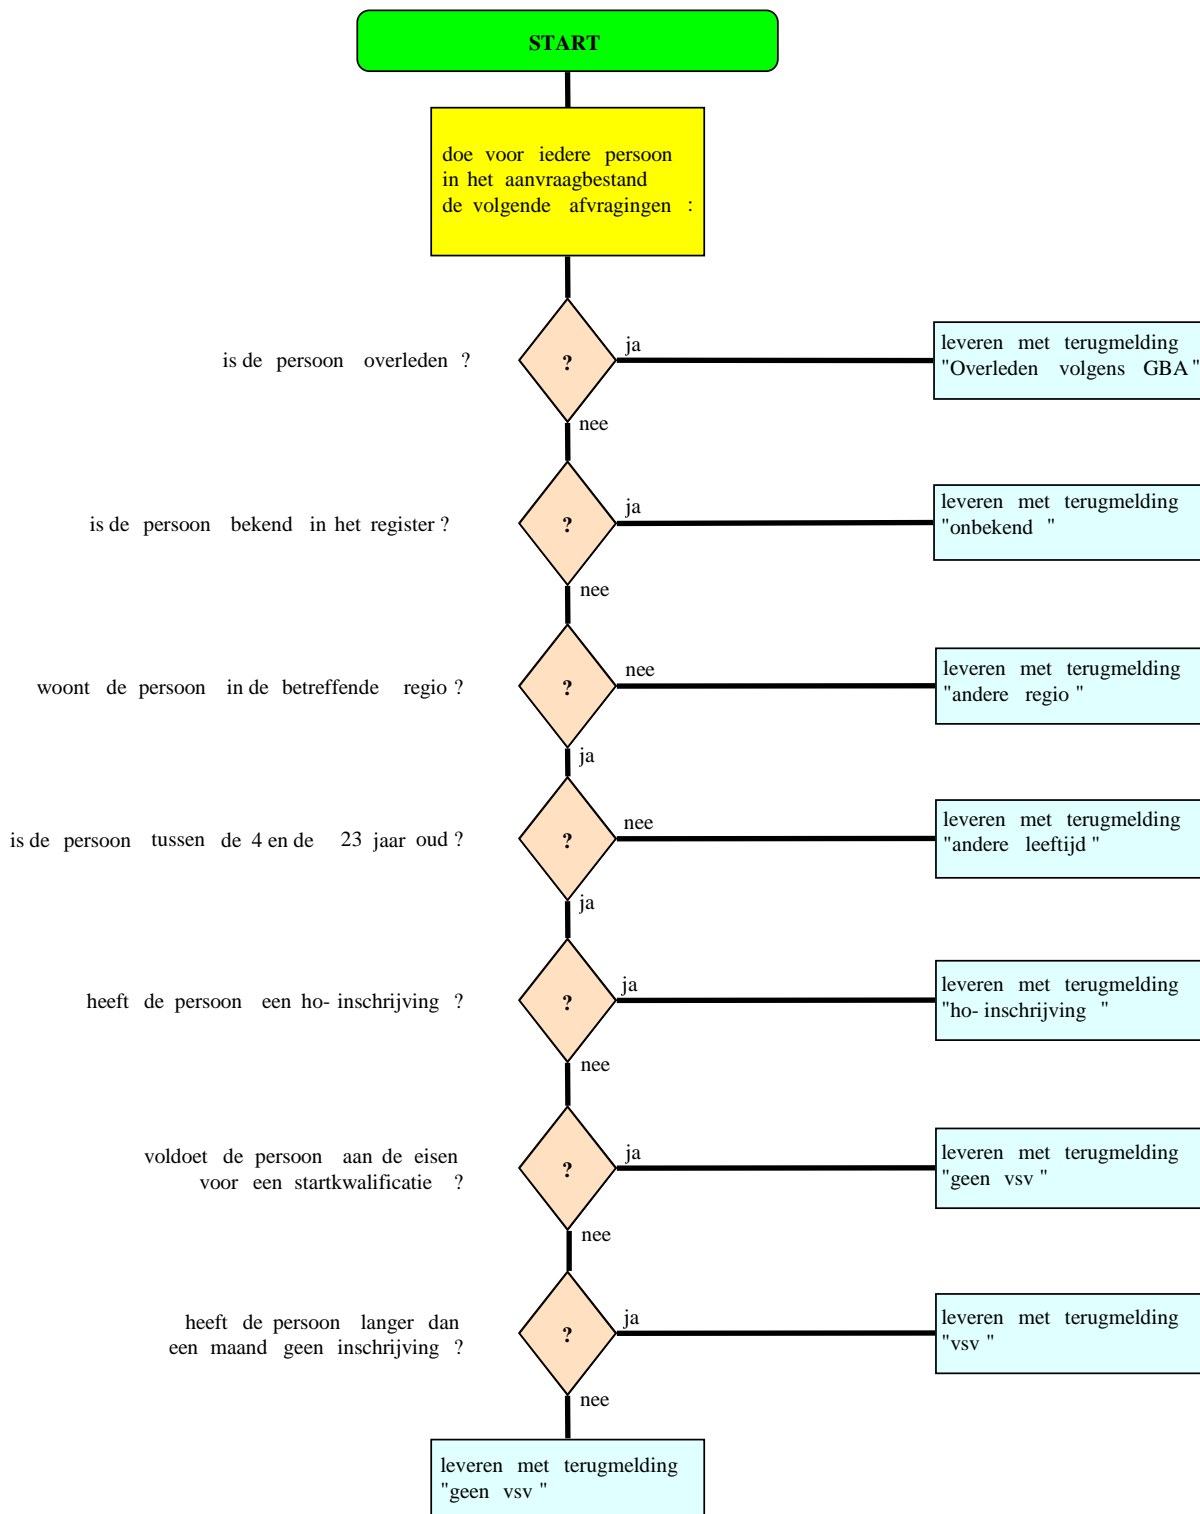 START
doe voor iedere persoon
in het aanvraagbestand
de volgende afvragingen :
is de persoon overleden ?
?
ja
leveren met terugmelding
"Overleden volgens GBA"
nee
is de persoon bekend in het register ?
?
ja
leveren met terugmelding
"onbekend "
nee
woont de persoon in de betreffende regio ?
?
nee
leveren met terugmelding
"andere regio "
ja
is de persoon tussen de 4 en de 23 jaar oud ?
?
nee
leveren met terugmelding
"andere leeftijd "
ja
heeft de persoon een ho- inschrijving ?
?
ja
leveren met terugmelding
"ho- inschrijving "
nee
voldoet de persoon aan de eisen
voor een startkwalificatie ?
?
ja
leveren met terugmelding
"geen vsv "
nee
heeft de persoon langer dan
een maand geen inschrijving ?
?
ja
leveren met terugmelding
"vsv "
nee
leveren met terugmelding
"geen vsv "